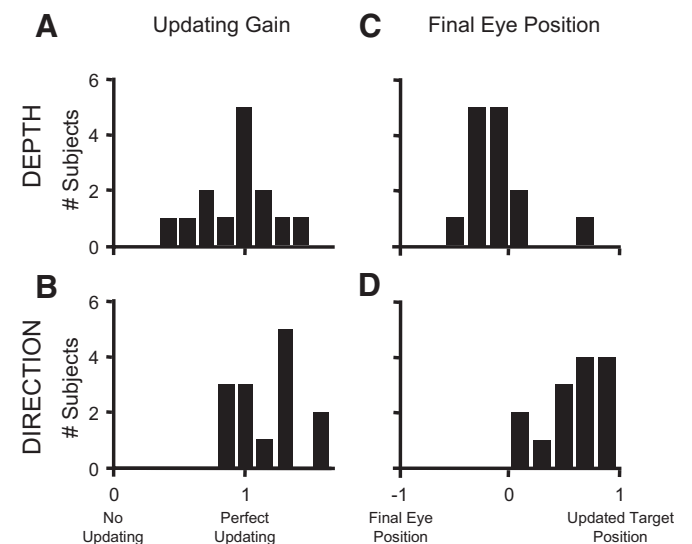 A
Updating Gain
C
Final Eye Position
DEPTH
# Subjects
6
4
2
0
B
D
DIRECTION
# Subjects
6
4
2
0
0
1
-1
0
1
No
Updating
Perfect
Updating
Final Eye
Position
Updated Target
Position